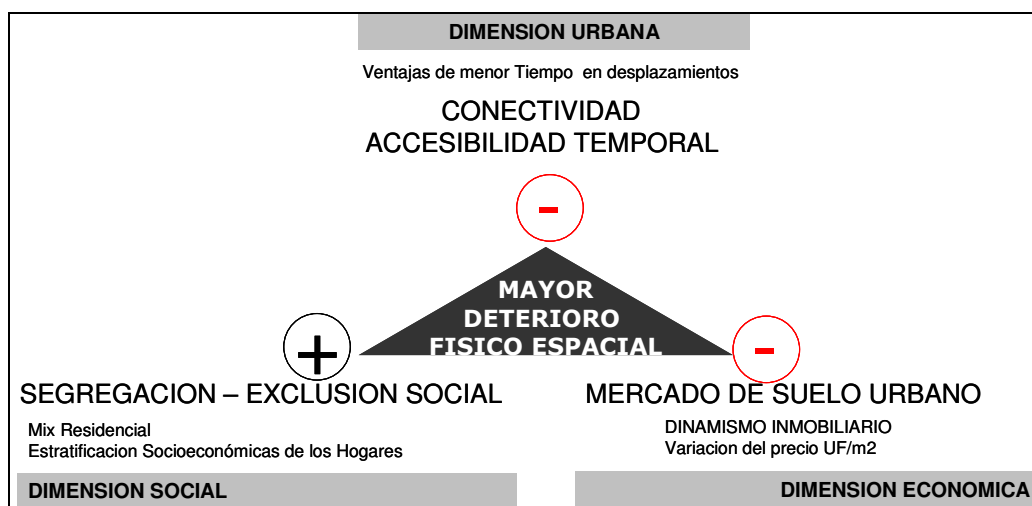 DIMENSION URBANA
Ventajas de menor Tiempo en desplazamientos
CONECTIVIDAD
ACCESIBILIDAD TEMPORAL
-
MAYOR
DETERIORO
FISICO ESPACIAL
+
-
SEGREGACION – EXCLUSION SOCIAL
Mix Residencial
Estratificacion Socioeconómicas de los Hogares
DIMENSION SOCIAL
MERCADO DE SUELO URBANO
DINAMISMO INMOBILIARIO
Variacion del precio UF/m2
DIMENSION ECONOMICA